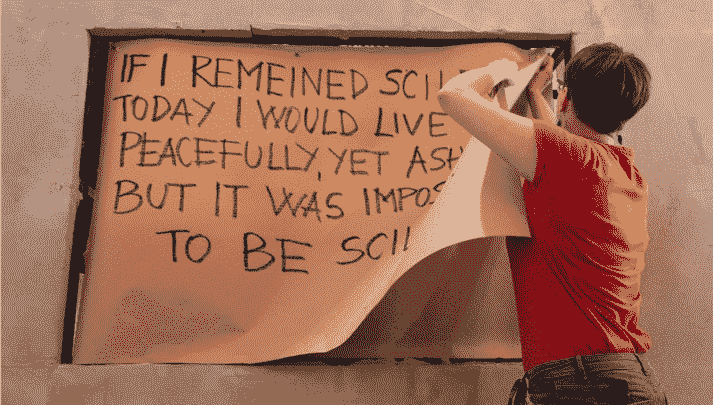 IF I REMEINED
TODAY I WOULD LIVE
PEACEFULLY, YET
BUT IT WAS
TO BE